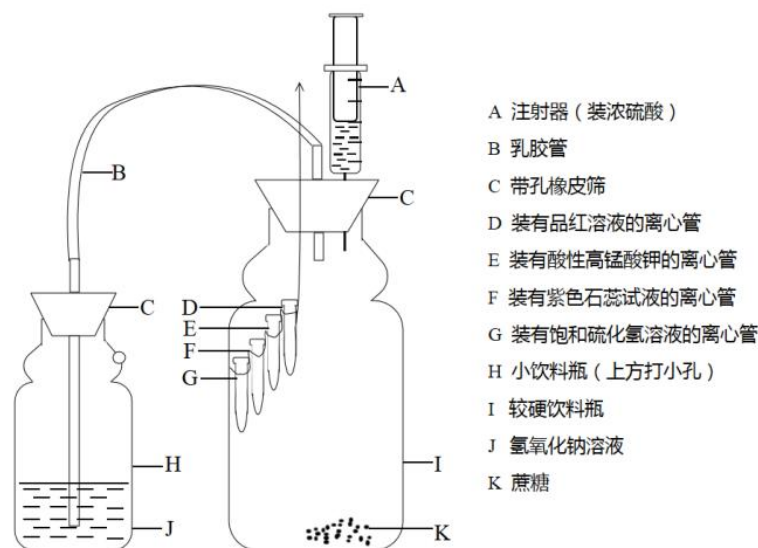 A 注射器（装浓硫酸）
B 乳胶管
C 带孔橡皮筛
D 装有品红溶液的离心管
E 装有酸性高锰酸钾的离心管
F 装有紫色石蕊试液的离心管
G 装有饱和硫化氢溶液的离心管
H 小饮料瓶（上方打小孔）
I 较硬饮料瓶
J 氢氧化钠溶液
K 蔗糖
A
B
C
C
D
E
F
G
H
I
J
K